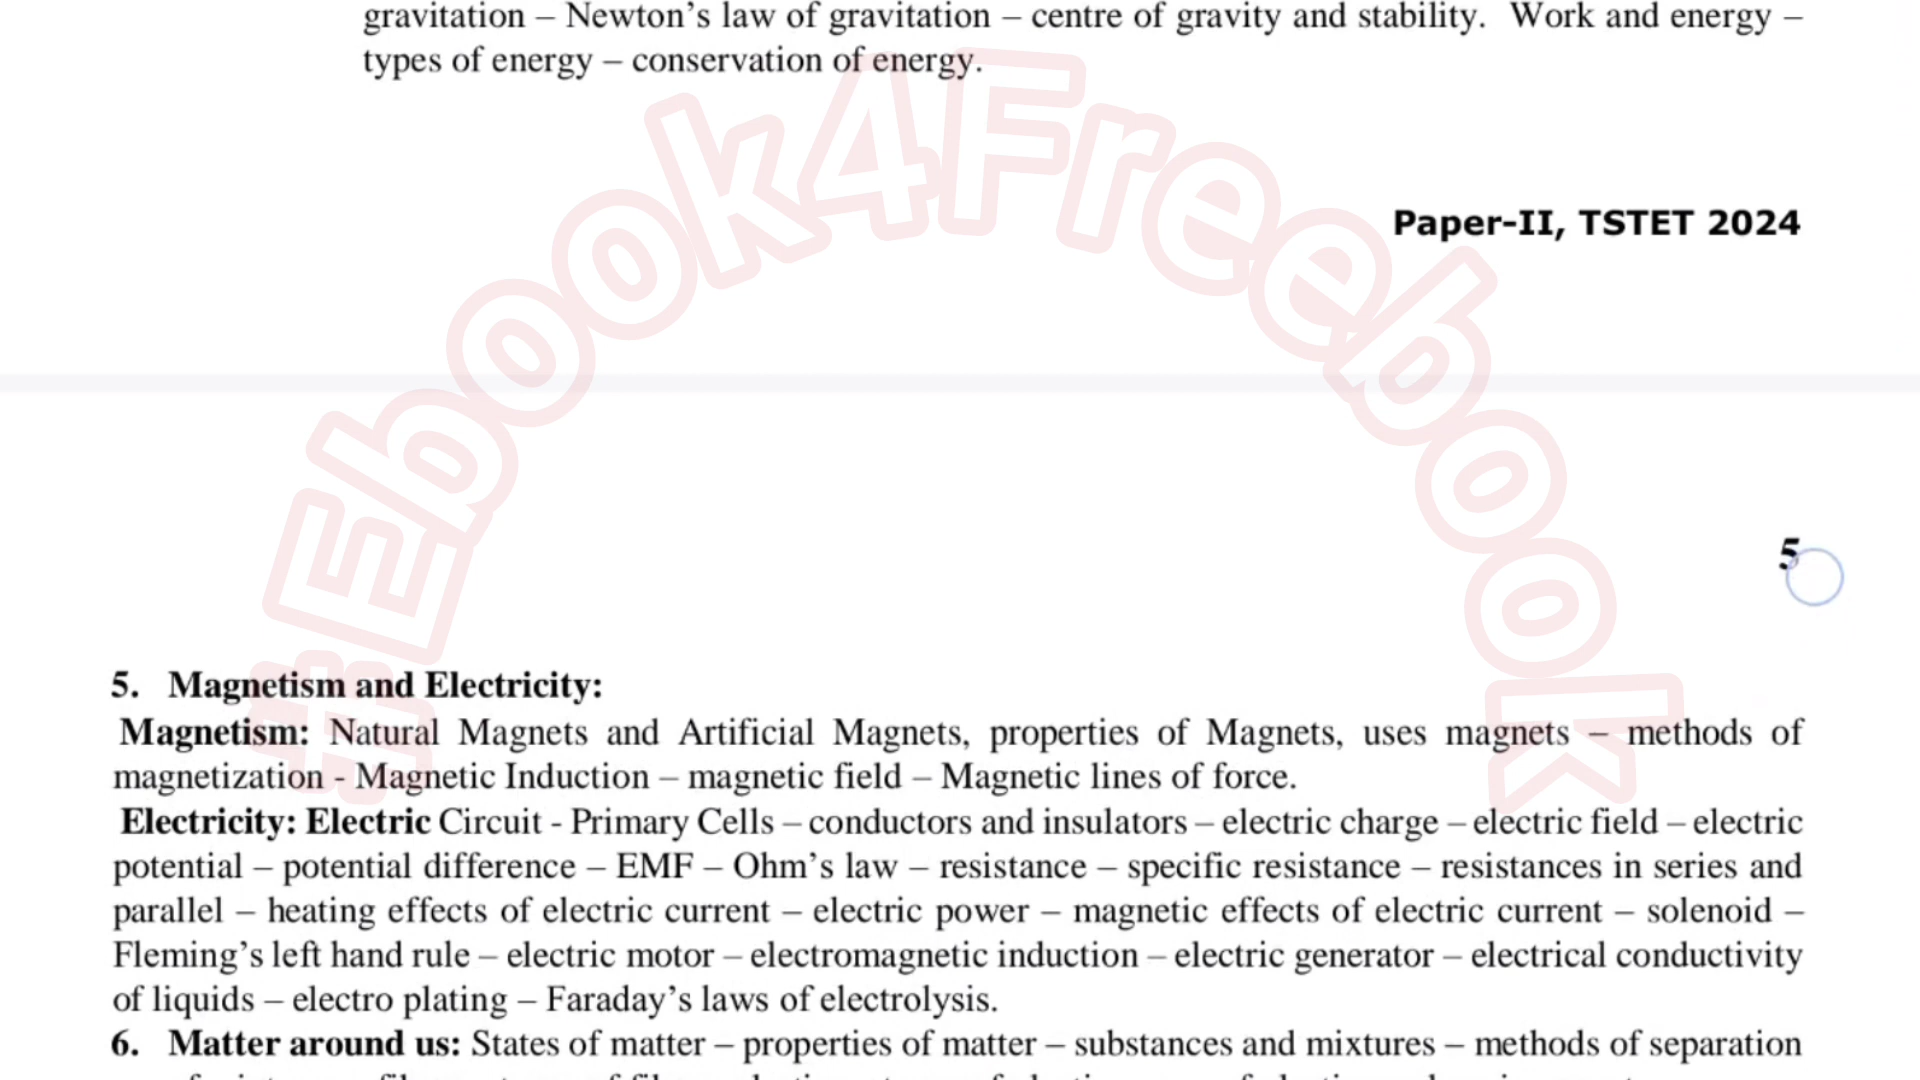 gravitation – Newton's law of gravitation – centre of gravity and stability. Work and energy –
types of energy – conservation of energy.
#Ebook4Freebook
Paper-II, TSTET 2024
5
5. Magnetism and Electricity:
Magnetism: Natural Magnets and Artificial Magnets, properties of Magnets, uses magnets – methods of
magnetization - Magnetic Induction – magnetic field – Magnetic lines of force.
Electricity: Electric Circuit - Primary Cells – conductors and insulators – electric charge – electric field – electric
potential – potential difference – EMF – Ohm's law – resistance – specific resistance – resistances in series and
parallel – heating effects of electric current – electric power – magnetic effects of electric current – solenoid –
Fleming's left hand rule – electric motor – electromagnetic induction – electric generator – electrical conductivity
of liquids – electro plating – Faraday's laws of electrolysis.
6. Matter around us: States of matter – properties of matter – substances and mixtures – methods of separation